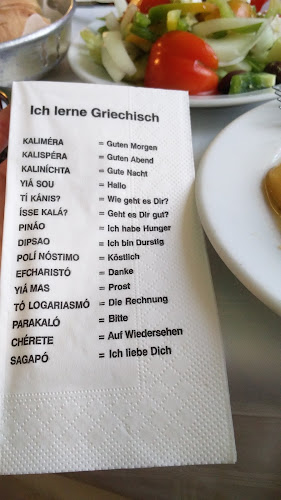 Ich lerne Griechisch
KALIMÉRA = Guten Morgen
KALISPÉRA = Guten Abend
KALINÍCHTA = Gute Nacht
YIÁ SOU = Hallo
TÍ KÁNIS? = Wie geht es Dir?
ÍSSE KALÁ? = Geht es Dir gut?
PINÁO = Ich habe Hunger
DIPSAO = Ich bin Durstig
POLÍ NÓSTIMO = Köstlich
EFCHARISTÓ = Danke
YIÁ MAS = Prost
TÓ LOGARIASMÓ = Die Rechnung
PARAKALÓ = Bitte
CHÉRETE = Auf Wiedersehen
SAGAPÓ = Ich liebe Dich